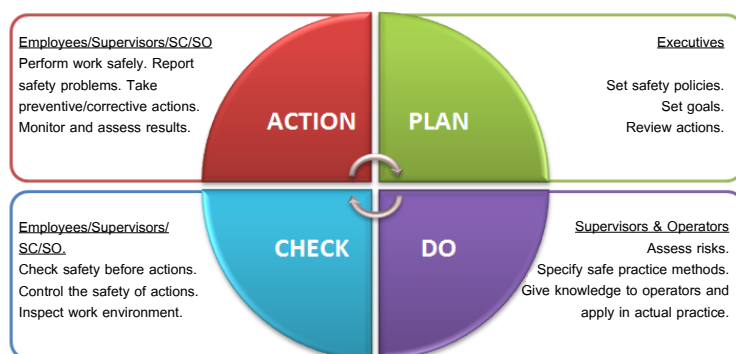 Employees/Supervisors/SC/SO
Perform work safely. Report
safety problems. Take
preventive/corrective actions.
Monitor and assess results.
ACTION
PLAN
Executives
Set safety policies.
Set goals.
Review actions.
Employees/Supervisors/
SC/SO.
Check safety before actions.
Control the safety of actions.
Inspect work environment.
CHECK
DO
Supervisors & Operators
Assess risks.
Specify safe practice methods.
Give knowledge to operators and
apply in actual practice.